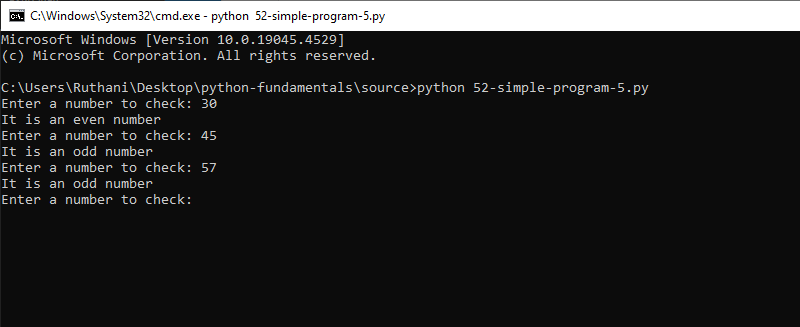 C:\Windows\System32\cmd.exe - python 52-simple-program-5.py
Microsoft Windows [Version 10.0.19045.4529]
(c) Microsoft Corporation. All rights reserved.
C:\Users\Ruthani\Desktop\python-fundamentals\source>python 52-simple-program-5.py
Enter a number to check: 30
It is an even number
Enter a number to check: 45
It is an odd number
Enter a number to check: 57
It is an odd number
Enter a number to check: